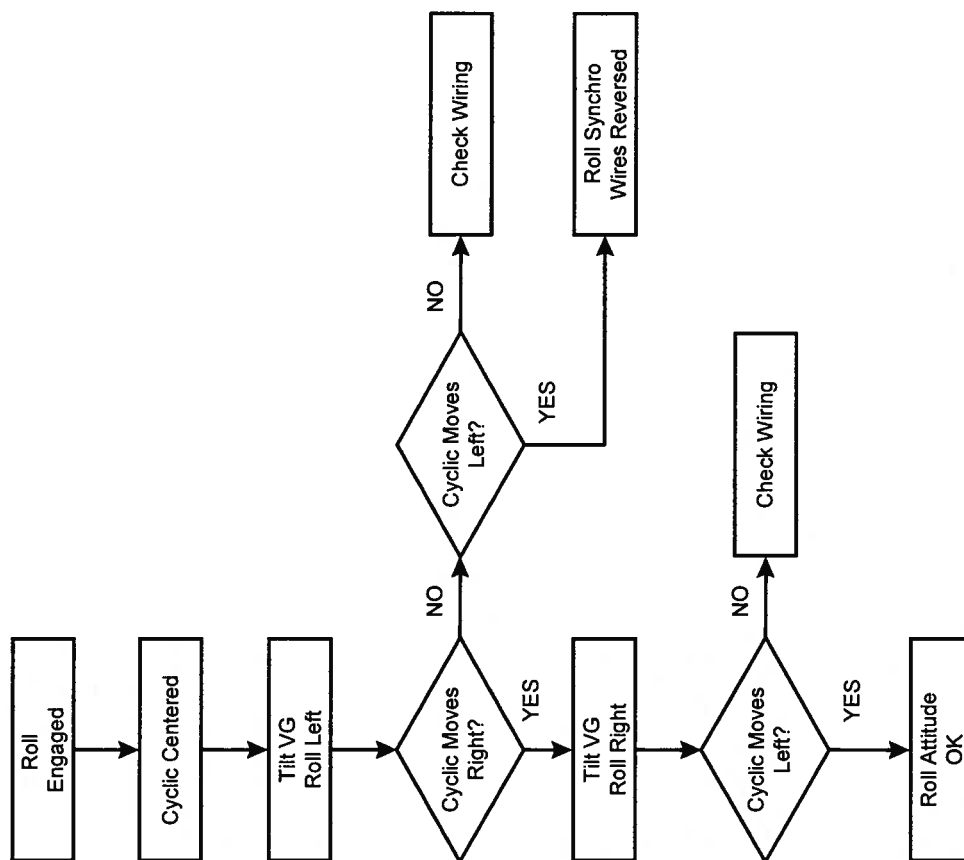 Roll
Engaged
Cyclic Centered
Tilt VG
Roll Left
Cyclic Moves
Right?
NO
Cyclic Moves
Left?
NO
Check Wiring
YES
Roll Synchro
Wires Reversed
YES
Tilt VG
Roll Right
Cyclic Moves
Left?
NO
Check Wiring
YES
Roll Attitude
OK